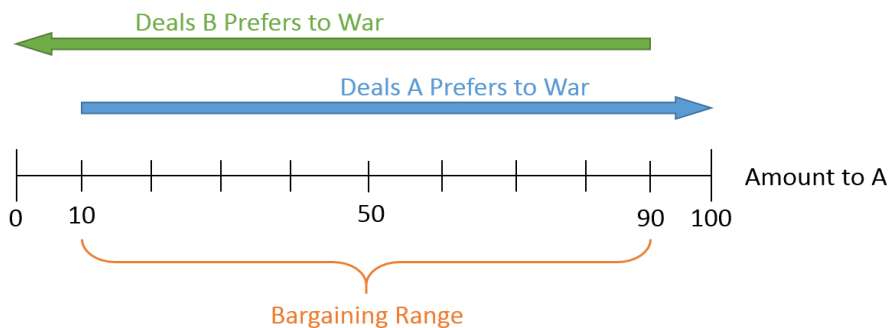 Deals B Prefers to War
Deals A Prefers to War
Amount to A
0 10 50 90 100
Bargaining Range